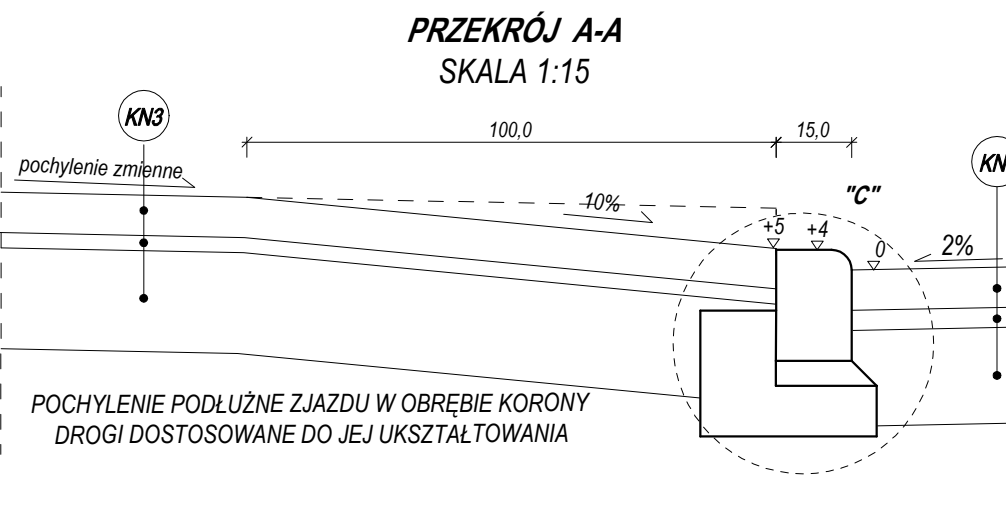 PRZEKRÓJ A-A
SKALA 1:15
KN3
100,0
15,0
KN
pochylenie zmienne
10%
"C"
+5
+4
0
2%
POCHYLENIE PODŁUŻNE ZJAZDU W OBRĘBIE KORONY
DROGI DOSTOSOWANE DO JEJ UKSZTAŁTOWANIA